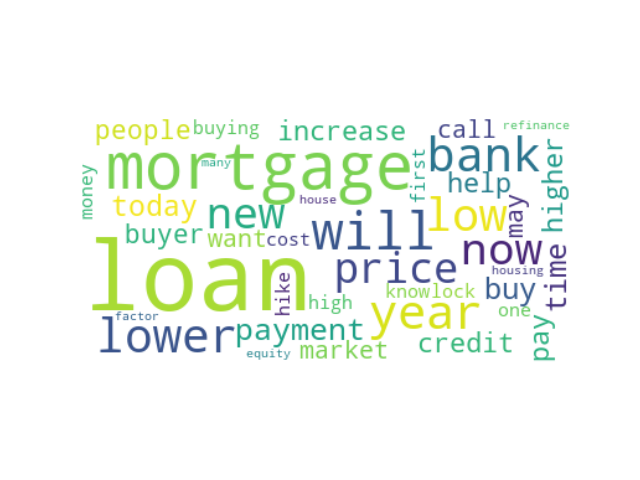 people
buying
increase
call
refinance
mortgage
many
first
bank
higher
money
help
today
new
house
will
low
may
buyer
want
cost
price
now
time
housing
loan
hike
high
knowlock
year
buy
one
factor
lower
payment
equity
market
credit
pay